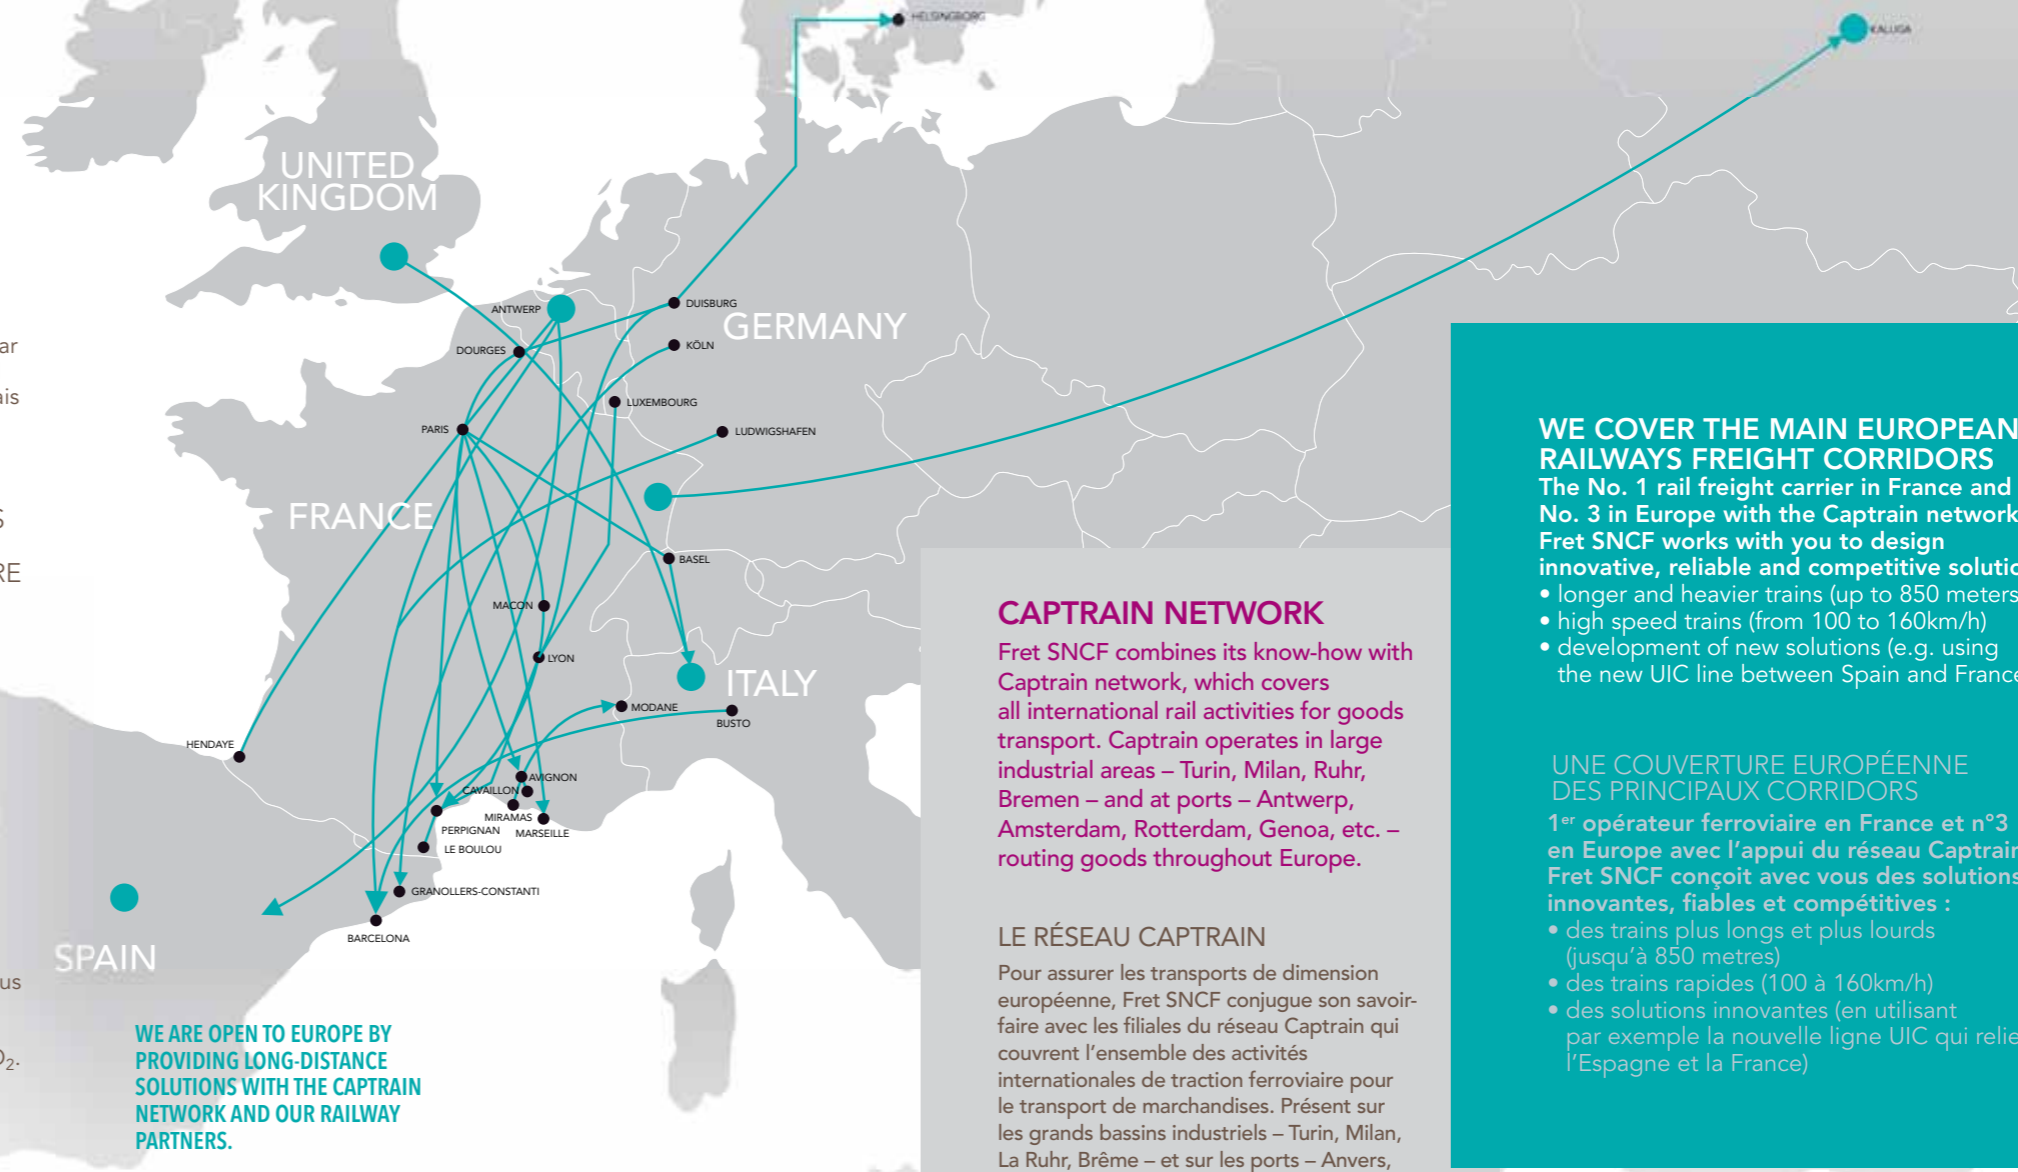 HELSINGBORG
KALUGA
UNITED
KINGDOM
ANTWERP
DUISBURG
GERMANY
DOURGES
KÖLN
LUXEMBOURG
PARIS
LUDWIGSHAFEN
FRANCE
BASEL
MACON
LYON
ITALY
MODANE
BUSTO
HENDAYE
AVIGNON
CAVAILLON
MIRAMAS
MARSEILLE
PERPIGNAN
LE BOULOU
GRANOLLERS-CONSTANTI
BARCELONA
SPAIN
ar
ais
S
RE
us
O₂.
WE ARE OPEN TO EUROPE BY
PROVIDING LONG-DISTANCE
SOLUTIONS WITH THE CAPTRAIN
NETWORK AND OUR RAILWAY
PARTNERS.
CAPTRAIN NETWORK
Fret SNCF combines its know-how with
Captrain network, which covers
all international rail activities for goods
transport. Captrain operates in large
industrial areas – Turin, Milan, Ruhr,
Bremen – and at ports – Antwerp,
Amsterdam, Rotterdam, Genoa, etc. –
routing goods throughout Europe.
LE RÉSEAU CAPTRAIN
Pour assurer les transports de dimension
européenne, Fret SNCF conjugue son savoir-
faire avec les filiales du réseau Captrain qui
couvrent l'ensemble des activités
internationales de traction ferroviaire pour
le transport de marchandises. Présent sur
les grands bassins industriels – Turin, Milan,
La Ruhr, Brême – et sur les ports – Anvers,
WE COVER THE MAIN EUROPEAN
RAILWAYS FREIGHT CORRIDORS
The No. 1 rail freight carrier in France and
No. 3 in Europe with the Captrain network
Fret SNCF works with you to design
innovative, reliable and competitive solutio
• longer and heavier trains (up to 850 meters
• high speed trains (from 100 to 160km/h)
• development of new solutions (e.g. using
the new UIC line between Spain and France
UNE COUVERTURE EUROPÉENNE
DES PRINCIPAUX CORRIDORS
1er opérateur ferroviaire en France et n°3
en Europe avec l'appui du réseau Captrain
Fret SNCF conçoit avec vous des solutions
innovantes, fiables et compétitives :
• des trains plus longs et plus lourds
(jusqu'à 850 metres)
• des trains rapides (100 à 160km/h)
• des solutions innovantes (en utilisant
par exemple la nouvelle ligne UIC qui relie
l'Espagne et la France)